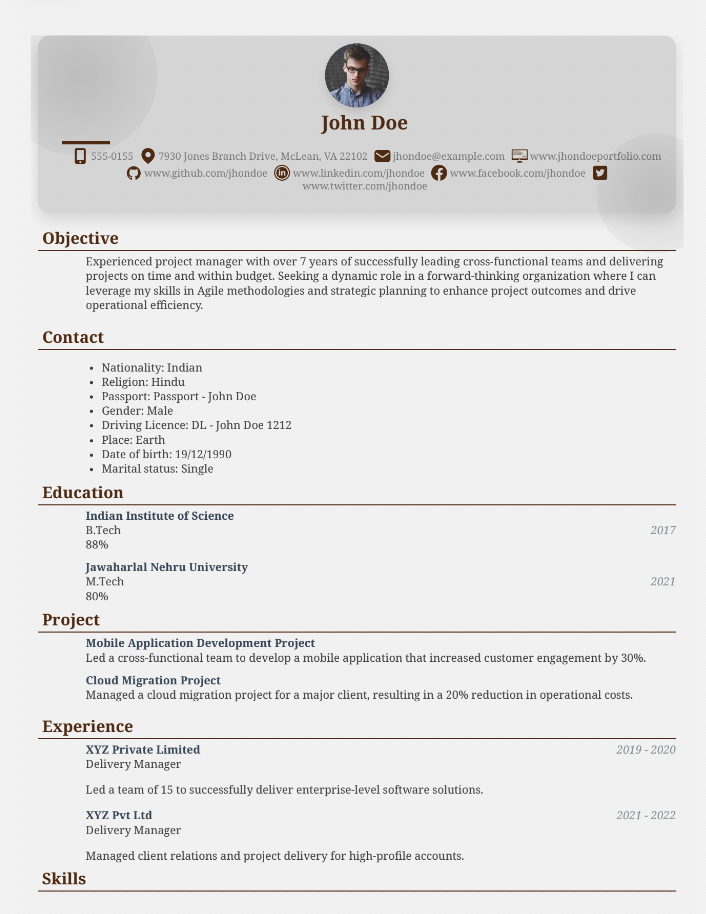 John Doe
555-0155 7930 Jones Branch Drive, McLean, VA 22102 jhondoe@example.com www.jhondoeportfolio.com
www.github.com/jhondoe www.linkedin.com/jhondoe www.facebook.com/jhondoe
www.twitter.com/jhondoe
Objective
Experienced project manager with over 7 years of successfully leading cross-functional teams and delivering
projects on time and within budget. Seeking a dynamic role in a forward-thinking organization where I can
leverage my skills in Agile methodologies and strategic planning to enhance project outcomes and drive
operational efficiency.
Contact
• Nationality: Indian
• Religion: Hindu
• Passport: Passport - John Doe
• Gender: Male
• Driving Licence: DL - John Doe 1212
• Place: Earth
• Date of birth: 19/12/1990
• Marital status: Single
Education
Indian Institute of Science
B.Tech 2017
88%
Jawaharlal Nehru University
M.Tech 2021
80%
Project
Mobile Application Development Project
Led a cross-functional team to develop a mobile application that increased customer engagement by 30%.
Cloud Migration Project
Managed a cloud migration project for a major client, resulting in a 20% reduction in operational costs.
Experience
XYZ Private Limited 2019 - 2020
Delivery Manager
Led a team of 15 to successfully deliver enterprise-level software solutions.
XYZ Pvt Ltd 2021 - 2022
Delivery Manager
Managed client relations and project delivery for high-profile accounts.
Skills